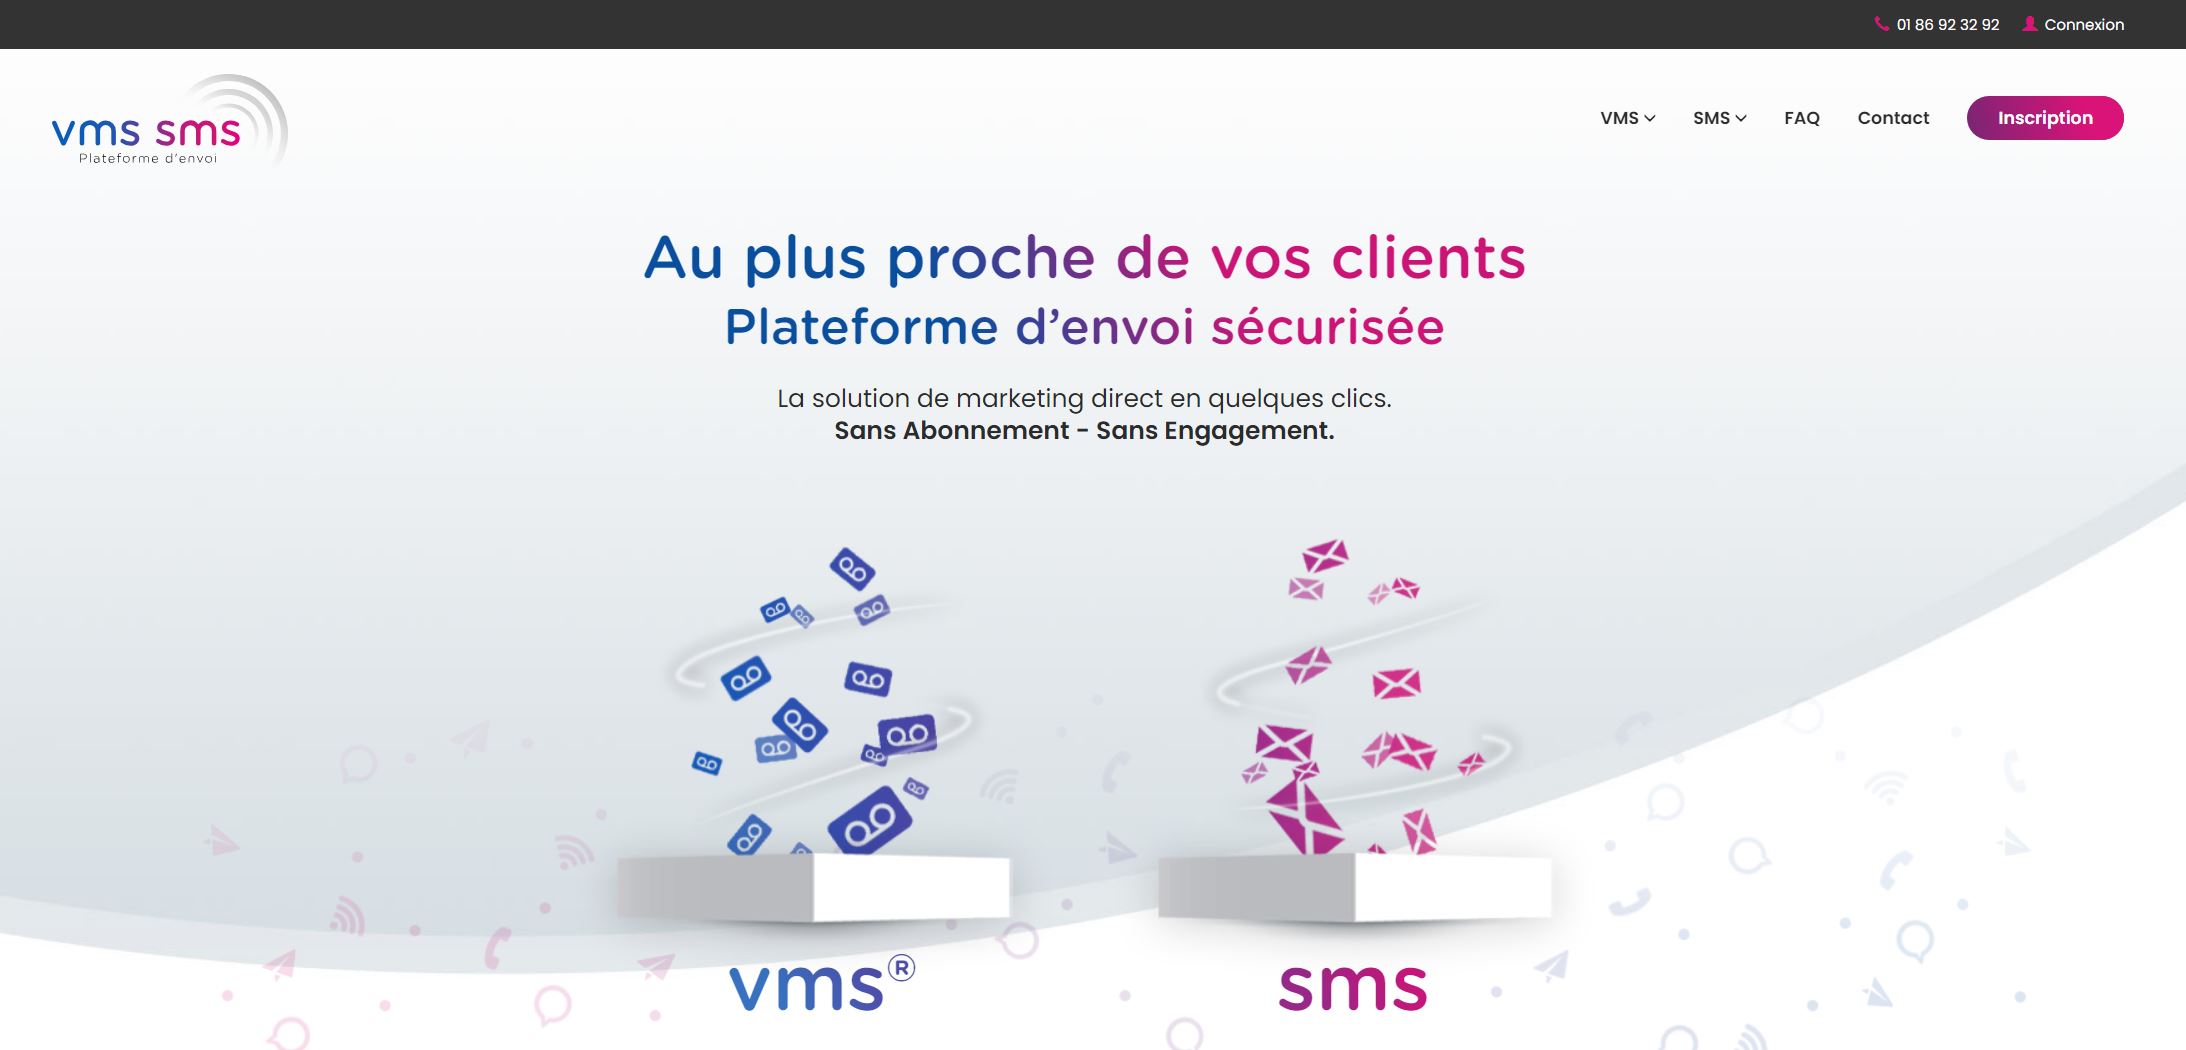 01 86 92 32 92 Connexion
vms sms
Plateforme d'envoi
VMS SMS FAQ Contact Inscription
Au plus proche de vos clients
Plateforme d’envoi sécurisée
La solution de marketing direct en quelques clics.
Sans Abonnement - Sans Engagement.
vms® sms